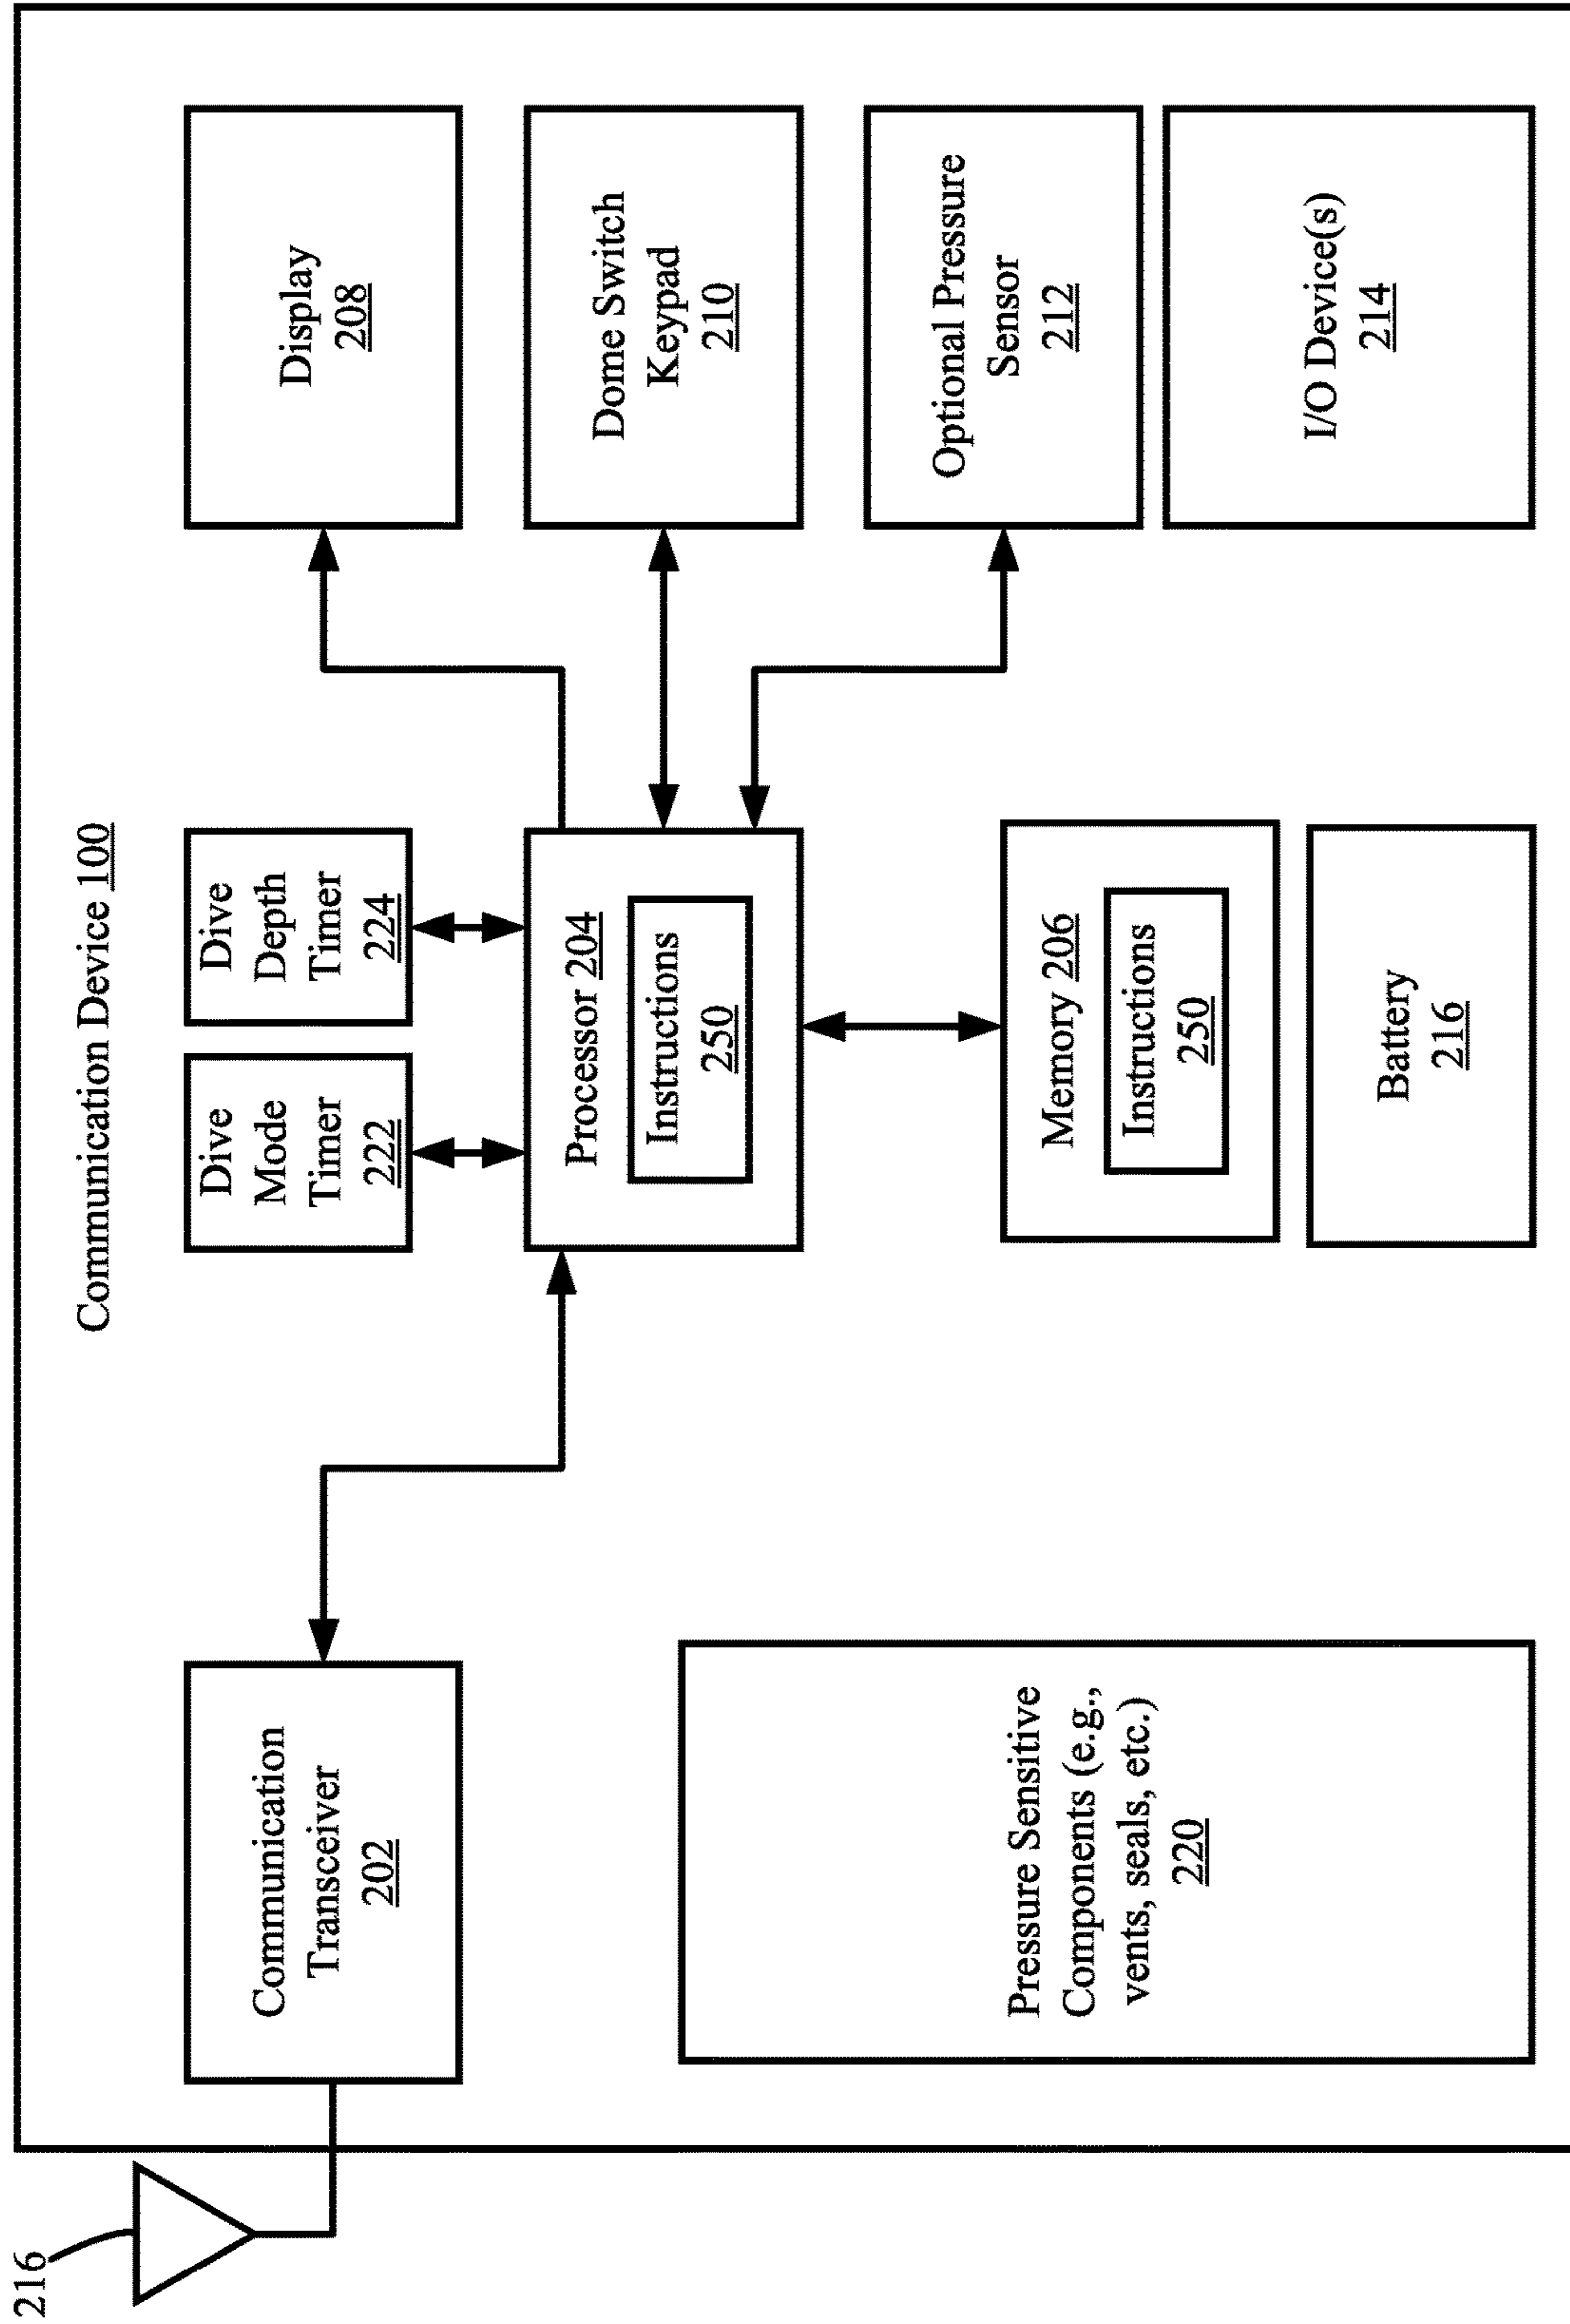 Communication Device 100
216
Communication
Transceiver
202
Dive
Mode
Timer
222
Dive
Depth
Timer
224
Display
208
Processor 204
Instructions
250
Dome Switch
Keypad
210
Pressure Sensitive
Components (e.g.,
vents, seals, etc.)
220
Memory 206
Instructions
250
Optional Pressure
Sensor
212
Battery
216
I/O Device(s)
214